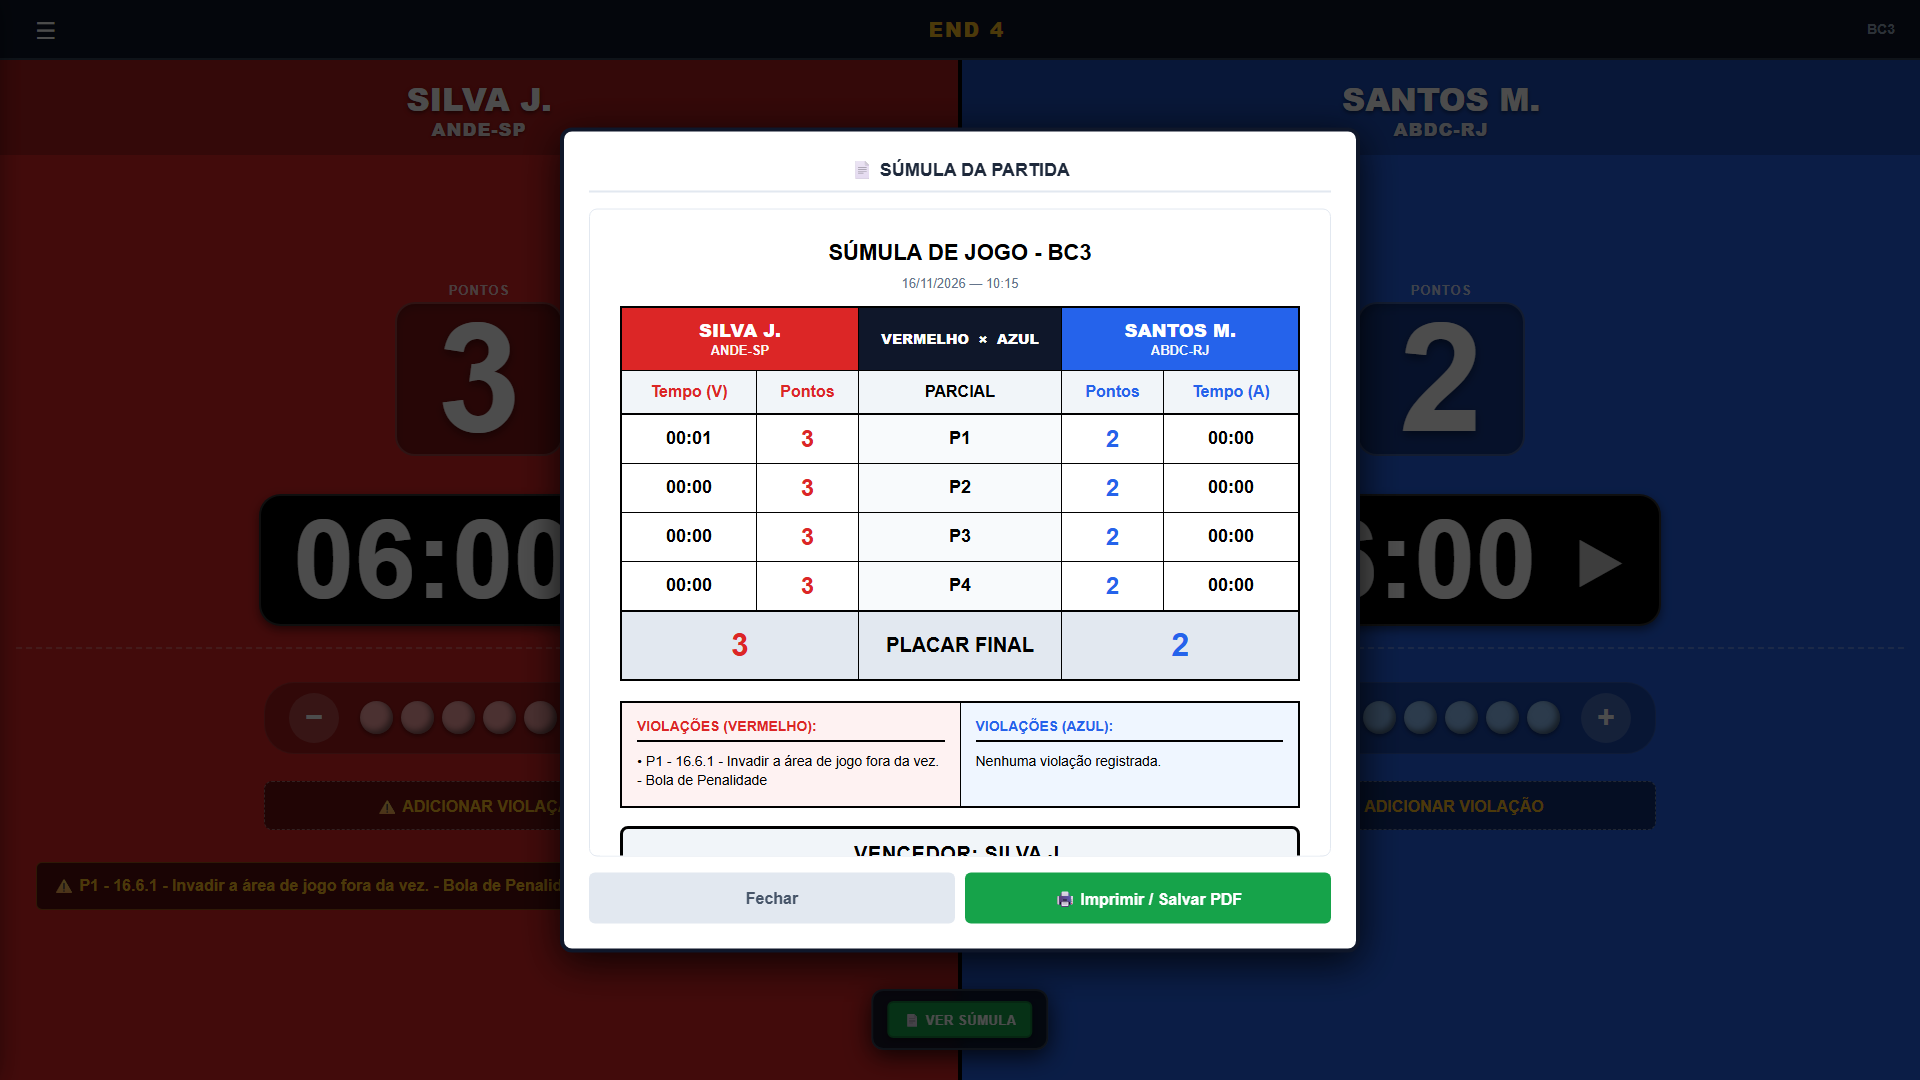 ☰
END 4
BC3
SILVA J.
ANDE-SP
SANTOS M.
ABDC-RJ
PONTOS
3
PONTOS
2
06:00
:00
− 
+
ADICIONAR VIOLAÇ
ADICIONAR VIOLAÇÃO
P1 - 16.6.1 - Invadir a área de jogo fora da vez. - Bola de Penalid
SÚMULA DA PARTIDA
SÚMULA DE JOGO - BC3
16/11/2026 — 10:15
SILVA J.
ANDE-SP
VERMELHO × AZUL
SANTOS M.
ABDC-RJ
Tempo (V) Pontos PARCIAL Pontos Tempo (A)
00:01 3 P1 2 00:00
00:00 3 P2 2 00:00
00:00 3 P3 2 00:00
00:00 3 P4 2 00:00
3 PLACAR FINAL 2
VIOLAÇÕES (VERMELHO):
• P1 - 16.6.1 - Invadir a área de jogo fora da vez.
- Bola de Penalidade
VIOLAÇÕES (AZUL):
Nenhuma violação registrada.
VENCEDOR: SILVA J.
Fechar
Imprimir / Salvar PDF
VER SÚMULA